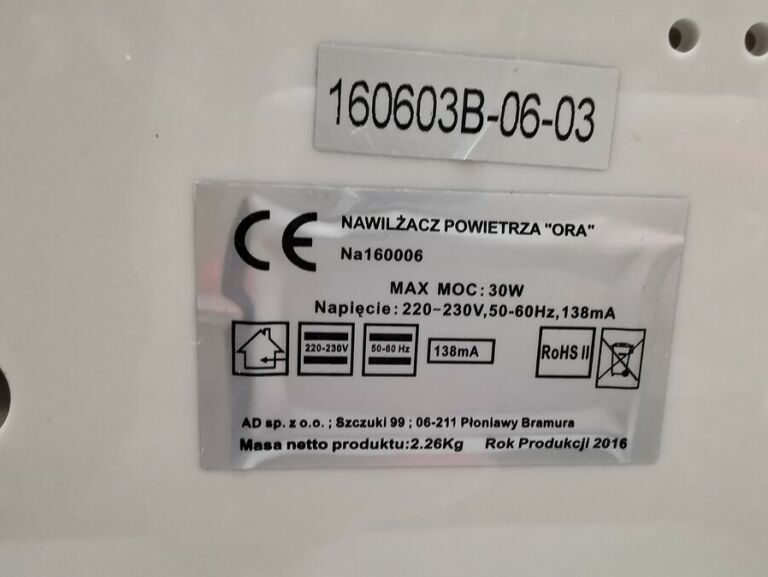 160603B-06-03
CE
NAWILŻACZ POWIETRZA "ORA"
Na160006
MAX MOC: 30W
Napięcie: 220-230V,50-60Hz,138mA
220-230V
50-60 Hz
138mA
RoHS II
AD sp. z o.o. ; Szczuki 99 ; 06-211 Płoniawy Bramura
Masa netto produktu:2.26Kg Rok Produkcji 2016